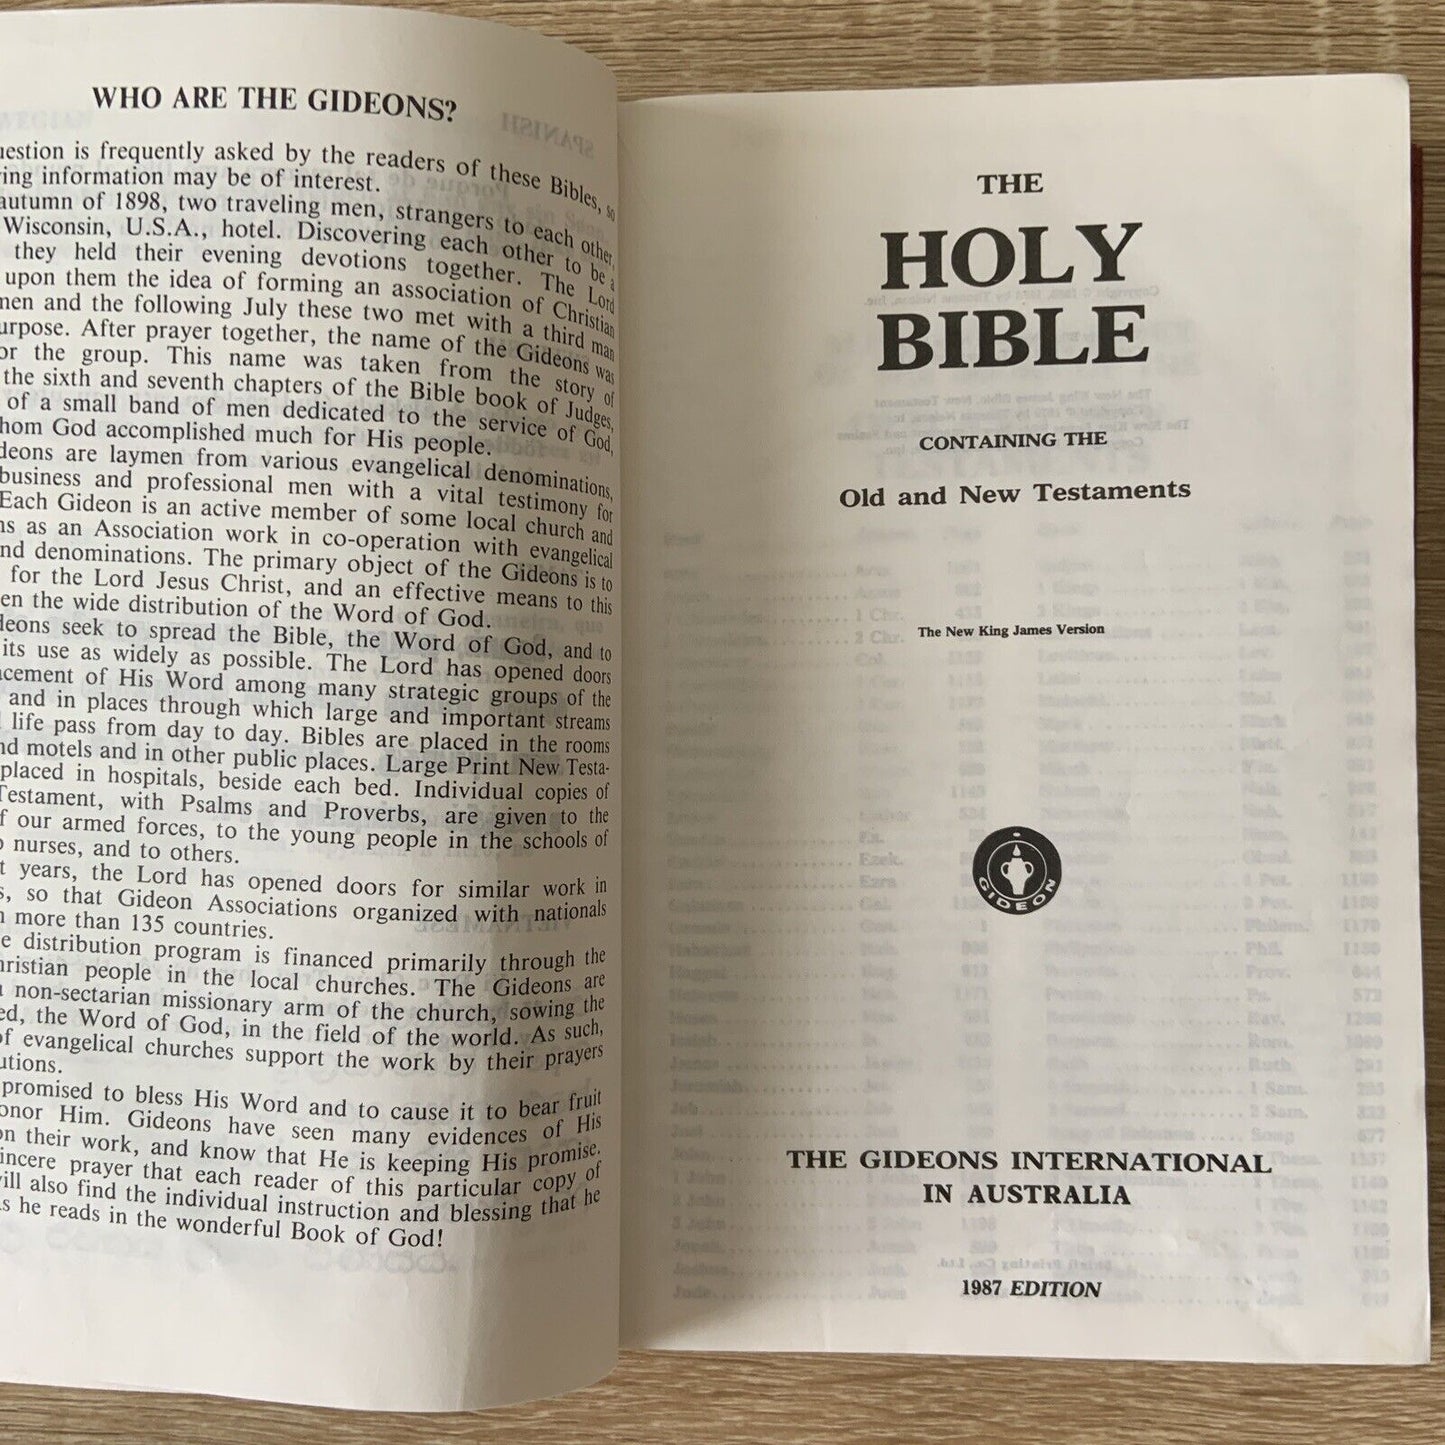 WHO ARE THE GIDEONS?
uestion is frequently asked by the readers of these Bibles, so
ing information may be of interest.
autumn of 1898, two traveling men, strangers to each other,
Wisconsin, U.S.A., hotel. Discovering each other to be a
they held their evening devotions together. The Lord
upon them the idea of forming an association of Christian
men and the following July these two met with a third man
urpose. After prayer together, the name of the Gideons was
or the group. This name was taken from the story of
the sixth and seventh chapters of the Bible book of Judges,
of a small band of men dedicated to the service of God,
hom God accomplished much for His people.
deons are laymen from various evangelical denominations,
business and professional men with a vital testimony for
Each Gideon is an active member of some local church and
ns as an Association work in co-operation with evangelical
nd denominations. The primary object of the Gideons is to
for the Lord Jesus Christ, and an effective means to this
en the wide distribution of the Word of God.
deons seek to spread the Bible, the Word of God, and to
its use as widely as possible. The Lord has opened doors
acement of His Word among many strategic groups of the
and in places through which large and important streams
life pass from day to day. Bibles are placed in the rooms
nd motels and in other public places. Large Print New Testa-
placed in hospitals, beside each bed. Individual copies of
Testament, with Psalms and Proverbs, are given to the
f our armed forces, to the young people in the schools of
o nurses, and to others.
t years, the Lord has opened doors for similar work in
s, so that Gideon Associations organized with nationals
n more than 135 countries.
e distribution program is financed primarily through the
hristian people in the local churches. The Gideons are
a non-sectarian missionary arm of the church, sowing the
ed, the Word of God, in the field of the world. As such,
of evangelical churches support the work by their prayers
utions.
promised to bless His Word and to cause it to bear fruit
onor Him. Gideons have seen many evidences of His
on their work, and know that He is keeping His promise.
incere prayer that each reader of this particular copy of
vill also find the individual instruction and blessing that he
s he reads in the wonderful Book of God!
THE
HOLY
BIBLE
CONTAINING THE
Old and New Testaments
The New King James Version
GIDEON
THE GIDEONS INTERNATIONAL
IN AUSTRALIA
1987 EDITION